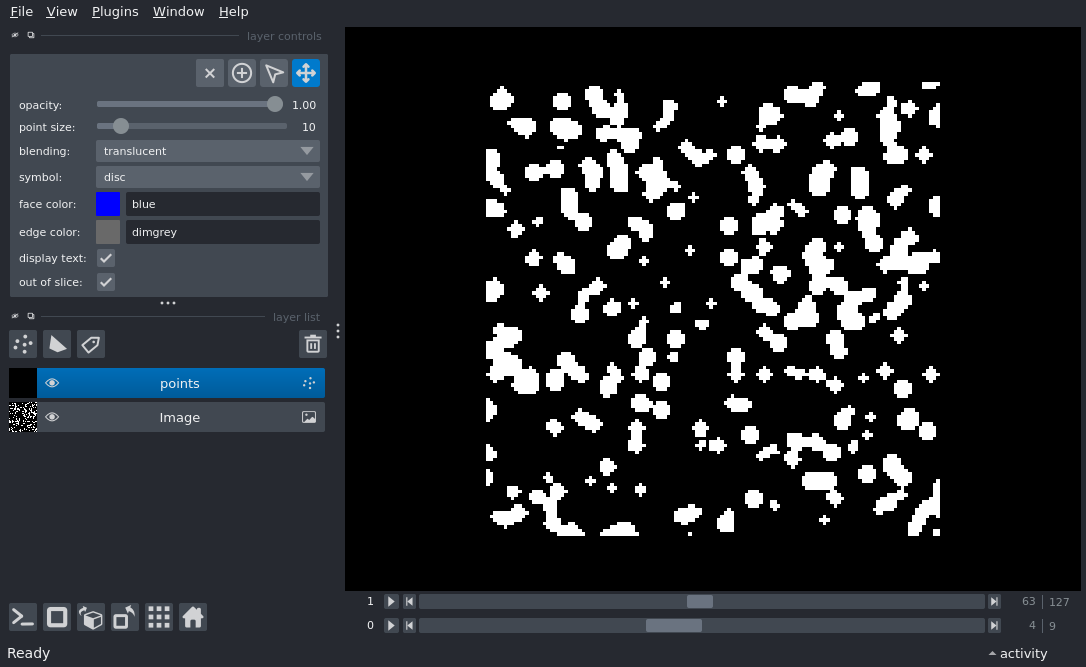 File View Plugins Window Help
layer controls
opacity: 1.00
point size: 10
blending: translucent
symbol: disc
face color: blue
edge color: dimgrey
display text:
out of slice:
layer list
points
Image
1 63 | 127
0 4 | 9
Ready activity